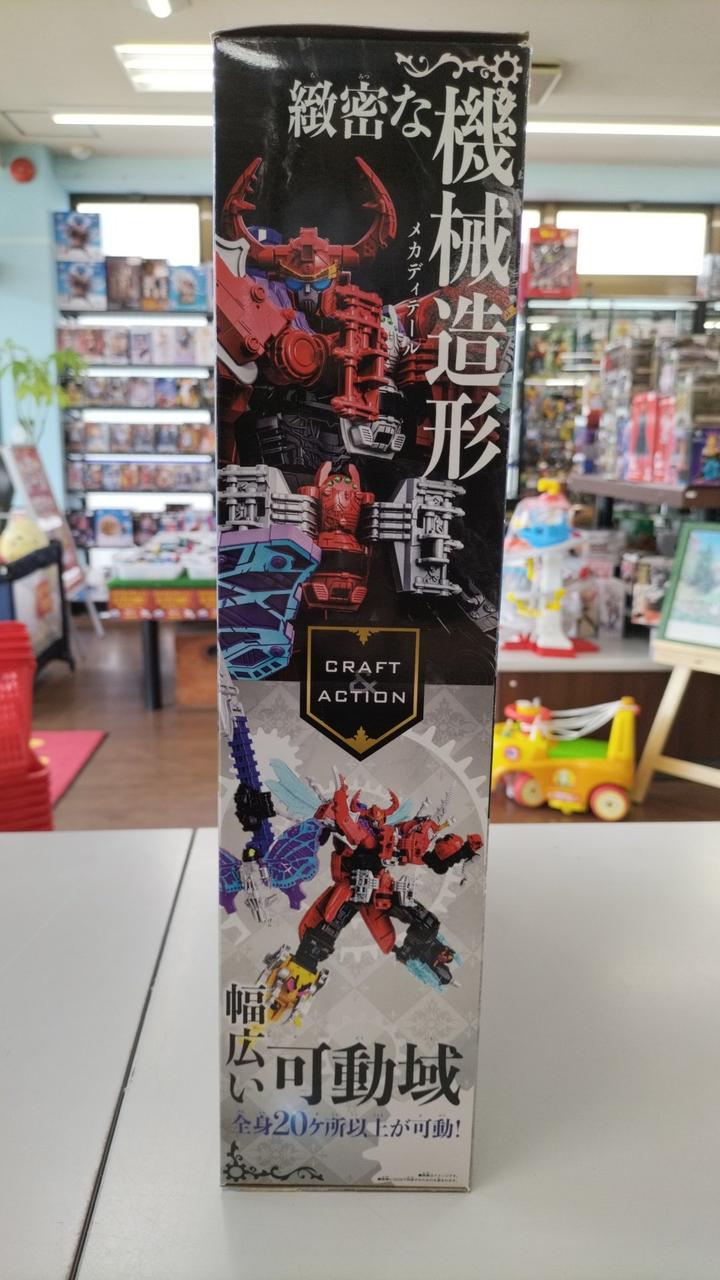 緻密な
機械造形
メカディテール
CRAFT
&
ACTION
幅広い
可動域
全身20ヶ所以上が可動!